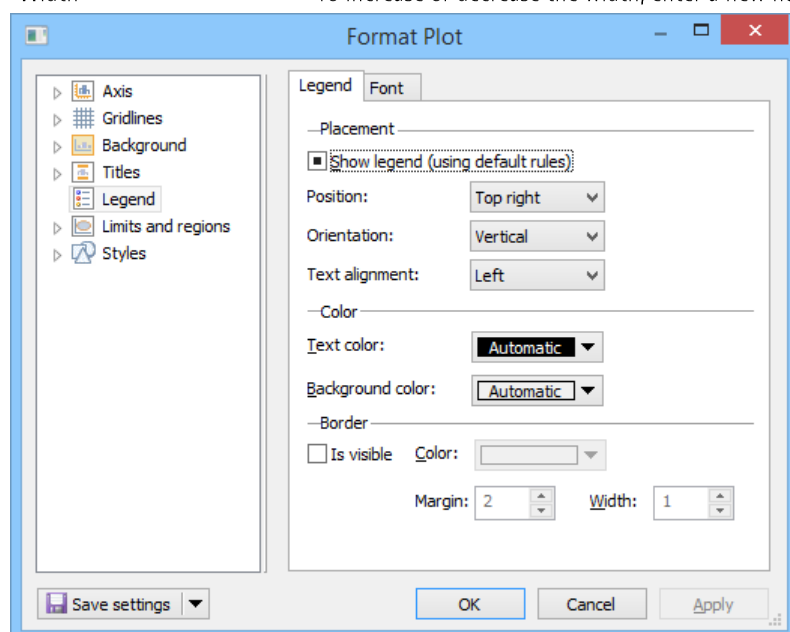 Format Plot
Axis
Gridlines
Background
Titles
Legend
Limits and regions
Styles
Legend Font
Placement
Show legend (using default rules)
Position: Top right
Orientation: Vertical
Text alignment: Left
Color
Text color: Automatic
Background color: Automatic
Border
Is visible Color:
Margin: 2 Width: 1
Save settings OK Cancel Apply